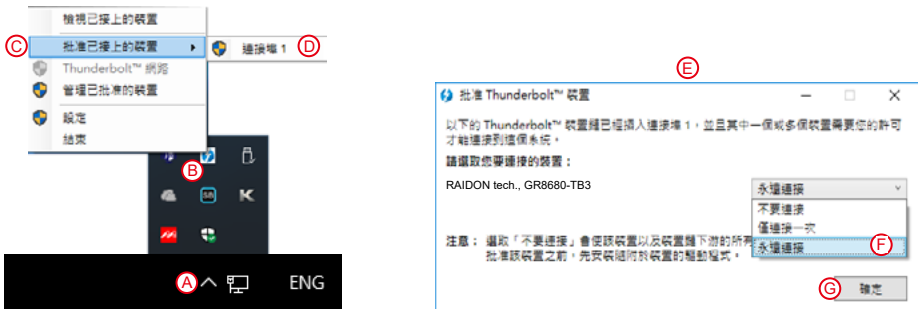 檢視已接上的裝置
C 批准已接上的裝置
連接埠 1 D
Thunderbolt™ 網路
管理已批准的裝置
設定
結束
B
SB
K
A ENG
E
批准 Thunderbolt™ 裝置
以下的 Thunderbolt™ 裝置鏈已經插入連接埠 1，並且其中一個或多個裝置需要您的許可
才能連接到這個系統。
請選取您要連接的裝置：
RAIDON tech., GR8680-TB3
永遠連接
不要連接
僅連接一次
永遠連接 F
注意： 選取「不要連接」會使該裝置以及裝置鏈下游的所有
批准該裝置之前，先安裝隨附於裝置的驅動程式。
G 確定